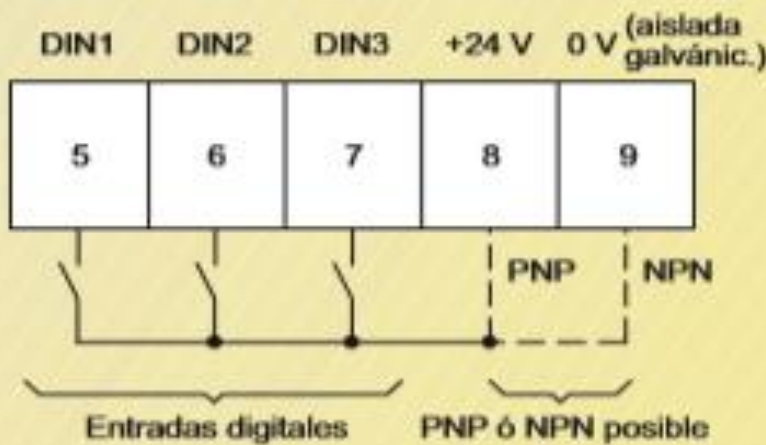 DIN1 DIN2 DIN3 +24 V 0 V (aislada
galvánic.)
5 6 7 8 9
PNP NPN
Entradas digitales PNP ó NPN posible